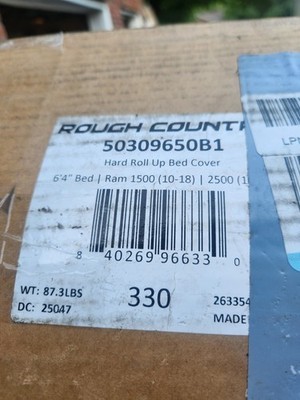 ROUGH COUNTR
50309650B1
Hard Roll Up Bed Cover
6'4" Bed | Ram 1500 (10-18) | 2500 (1
8 40269 96633 0
WT: 87.3LBS
DC: 25047
330
263354
MADE
LP